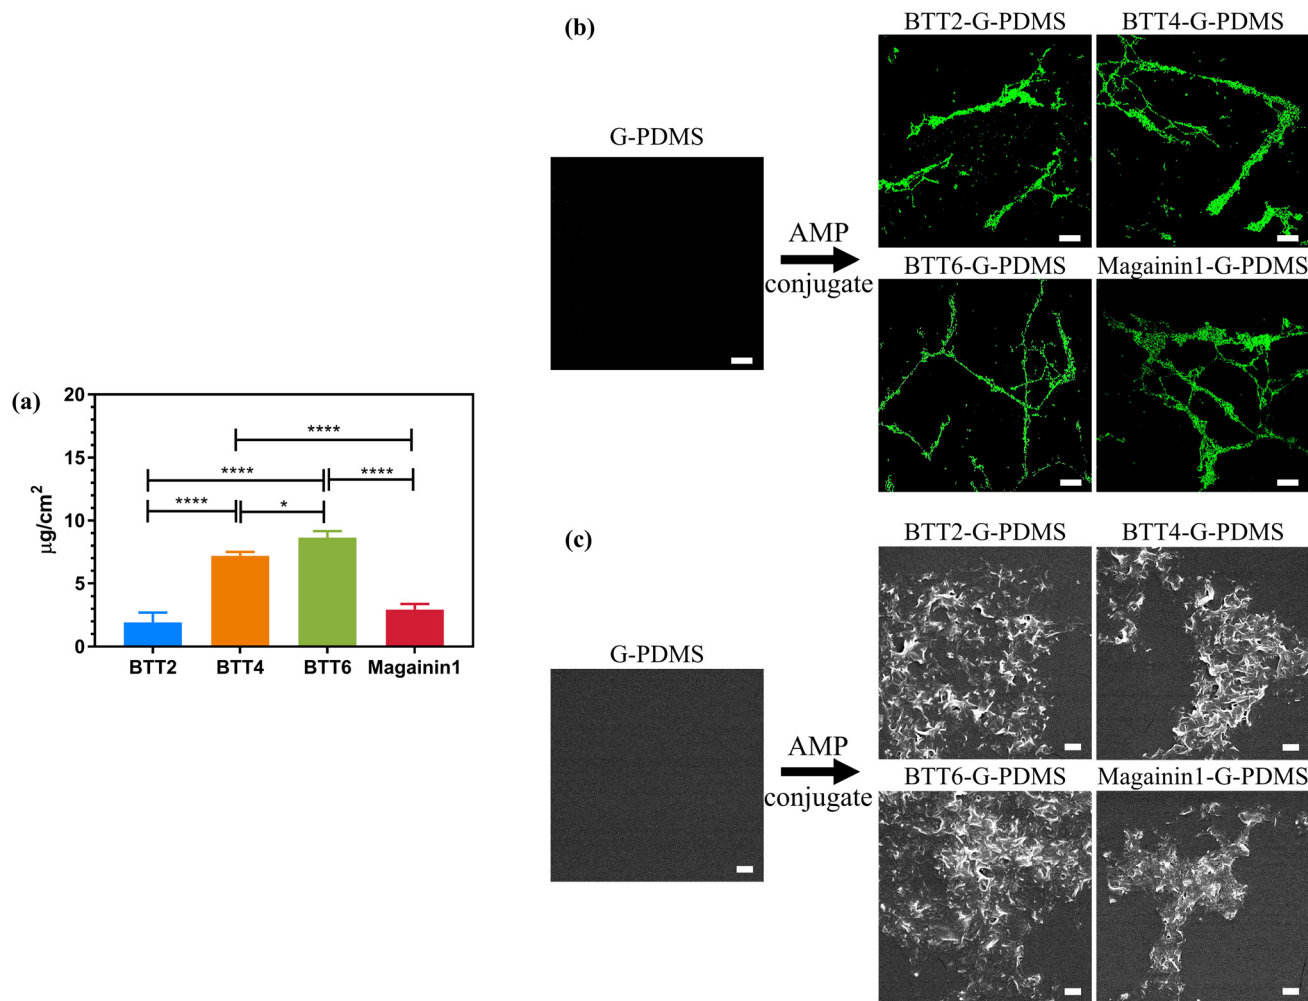 (a)
20
15
10
5
0
μg/cm²
****
****
****
****
*
BTT2 BTT4 BTT6 Magainin1
(b)
G-PDMS
AMP
conjugate
BTT2-G-PDMS BTT4-G-PDMS
BTT6-G-PDMS Magainin1-G-PDMS
(c)
G-PDMS
AMP
conjugate
BTT2-G-PDMS BTT4-G-PDMS
BTT6-G-PDMS Magainin1-G-PDMS